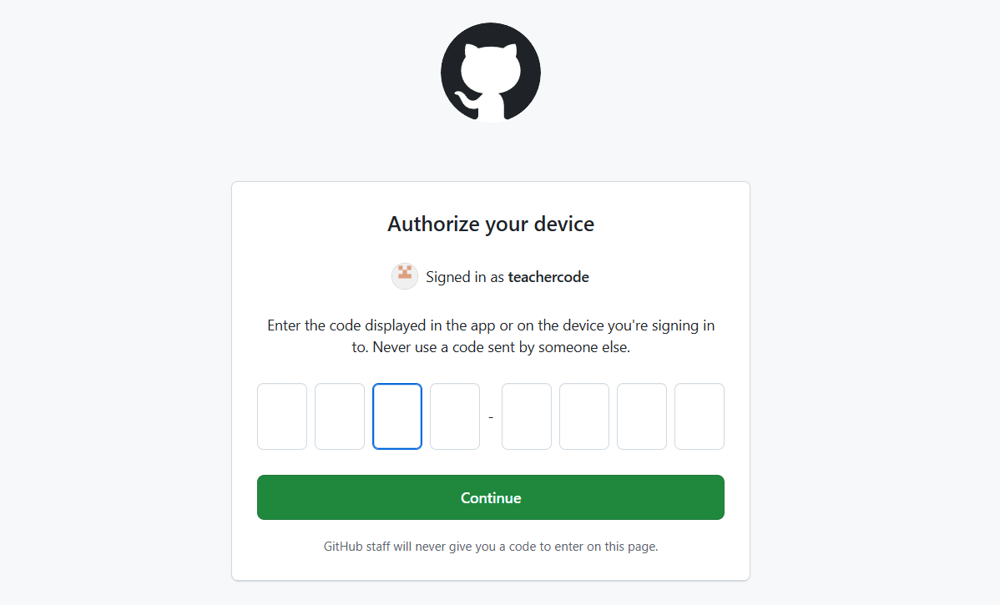 Authorize your device
Signed in as teachercode
Enter the code displayed in the app or on the device you're signing in
to. Never use a code sent by someone else.
-
Continue
GitHub staff will never give you a code to enter on this page.